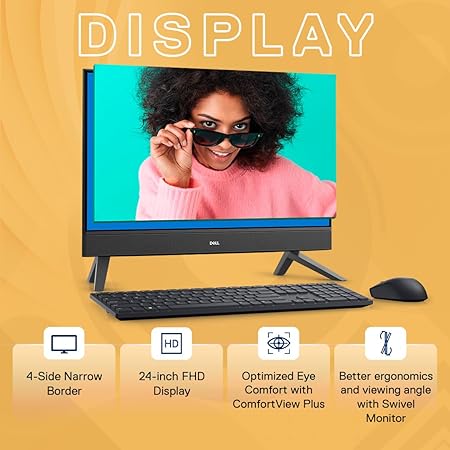 DISPLAY
DELL
HD
4-Side Narrow
Border
24-inch FHD
Display
Optimized Eye
Comfort with
ComfortView Plus
Better ergonomics
and viewing angle
with Swivel
Monitor